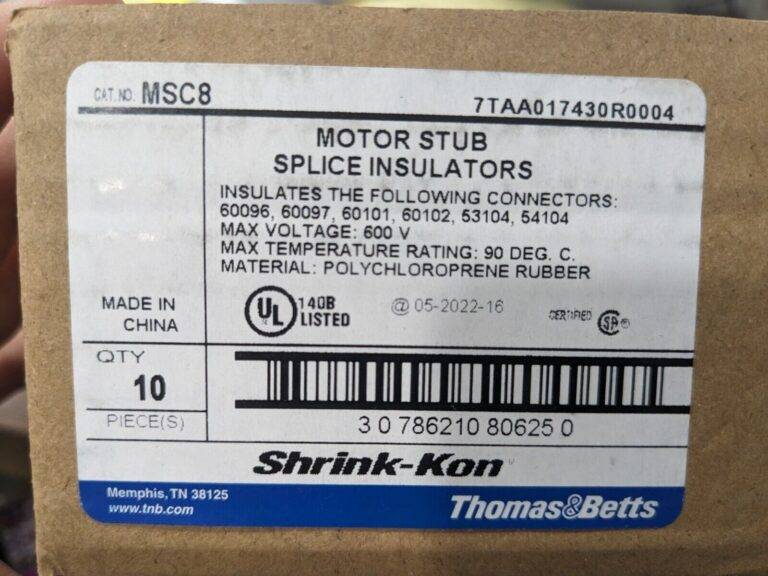 CAT. NO. MSC8
7TAA017430R0004
MOTOR STUB
SPLICE INSULATORS
INSULATES THE FOLLOWING CONNECTORS:
60096, 60097, 60101, 60102, 53104, 54104
MAX VOLTAGE: 600 V
MAX TEMPERATURE RATING: 90 DEG. C.
MATERIAL: POLYCHLOROPRENE RUBBER
MADE IN
CHINA
UL
140B
LISTED
@ 05-2022-16
CERTIFIED SA ®
QTY
10
PIECE(S)
3 0 786210 80625 0
Shrink-Kon
Memphis, TN 38125
www.tnb.com
Thomas&Betts